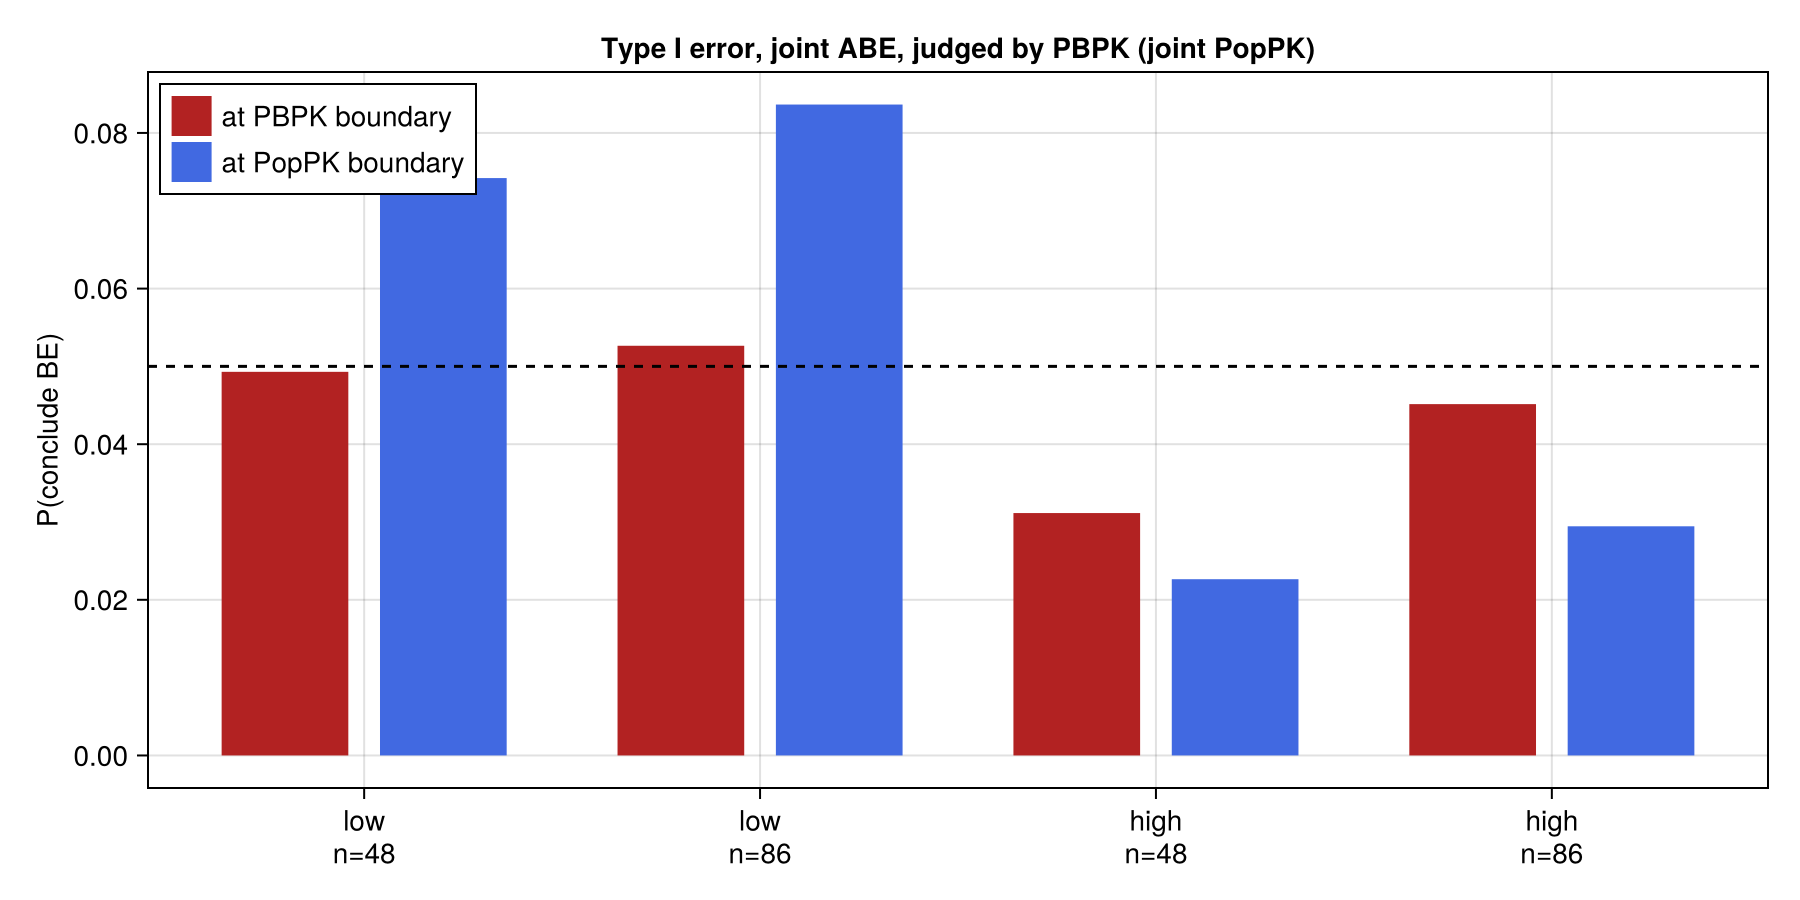 Type I error, joint ABE, judged by PBPK (joint PopPK)
at PBPK boundary
at PopPK boundary
P(conclude BE)
0.08
0.06
0.04
0.02
0.00
low
n=48
low
n=86
high
n=48
high
n=86